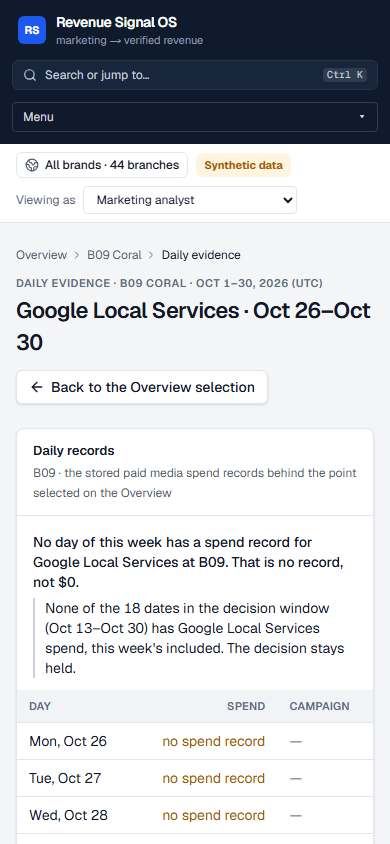 RS
Revenue Signal OS
marketing → verified revenue
Search or jump to...
Ctrl K
Menu
All brands · 44 branches
Synthetic data
Viewing as
Marketing analyst
Overview > B09 Coral > Daily evidence
DAILY EVIDENCE · B09 CORAL · OCT 1–30, 2026 (UTC)
Google Local Services · Oct 26–Oct
30
← Back to the Overview selection
Daily records
B09 · the stored paid media spend records behind the point
selected on the Overview
No day of this week has a spend record for
Google Local Services at B09. That is no record,
not $0.
None of the 18 dates in the decision window
(Oct 13–Oct 30) has Google Local Services
spend, this week's included. The decision stays
held.
DAY SPEND CAMPAIGN
Mon, Oct 26 no spend record —
Tue, Oct 27 no spend record —
Wed, Oct 28 no spend record —